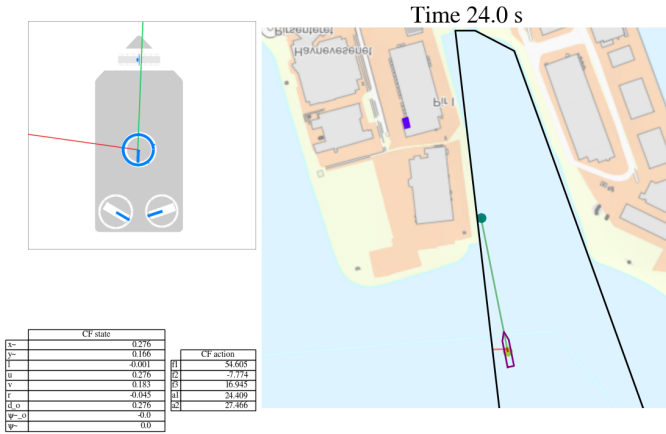 Time 24.0 s
Pirsenteret
Havnevesenet
Pir I
CF state
x~ 0.276
y~ 0.166
l -0.001
u 0.276
v 0.183
r -0.045
d_o 0.276
ψ~_o -0.0
ψ~ 0.0
CF action
f1 54.605
f2 -7.774
f3 16.945
a1 24.409
a2 27.466